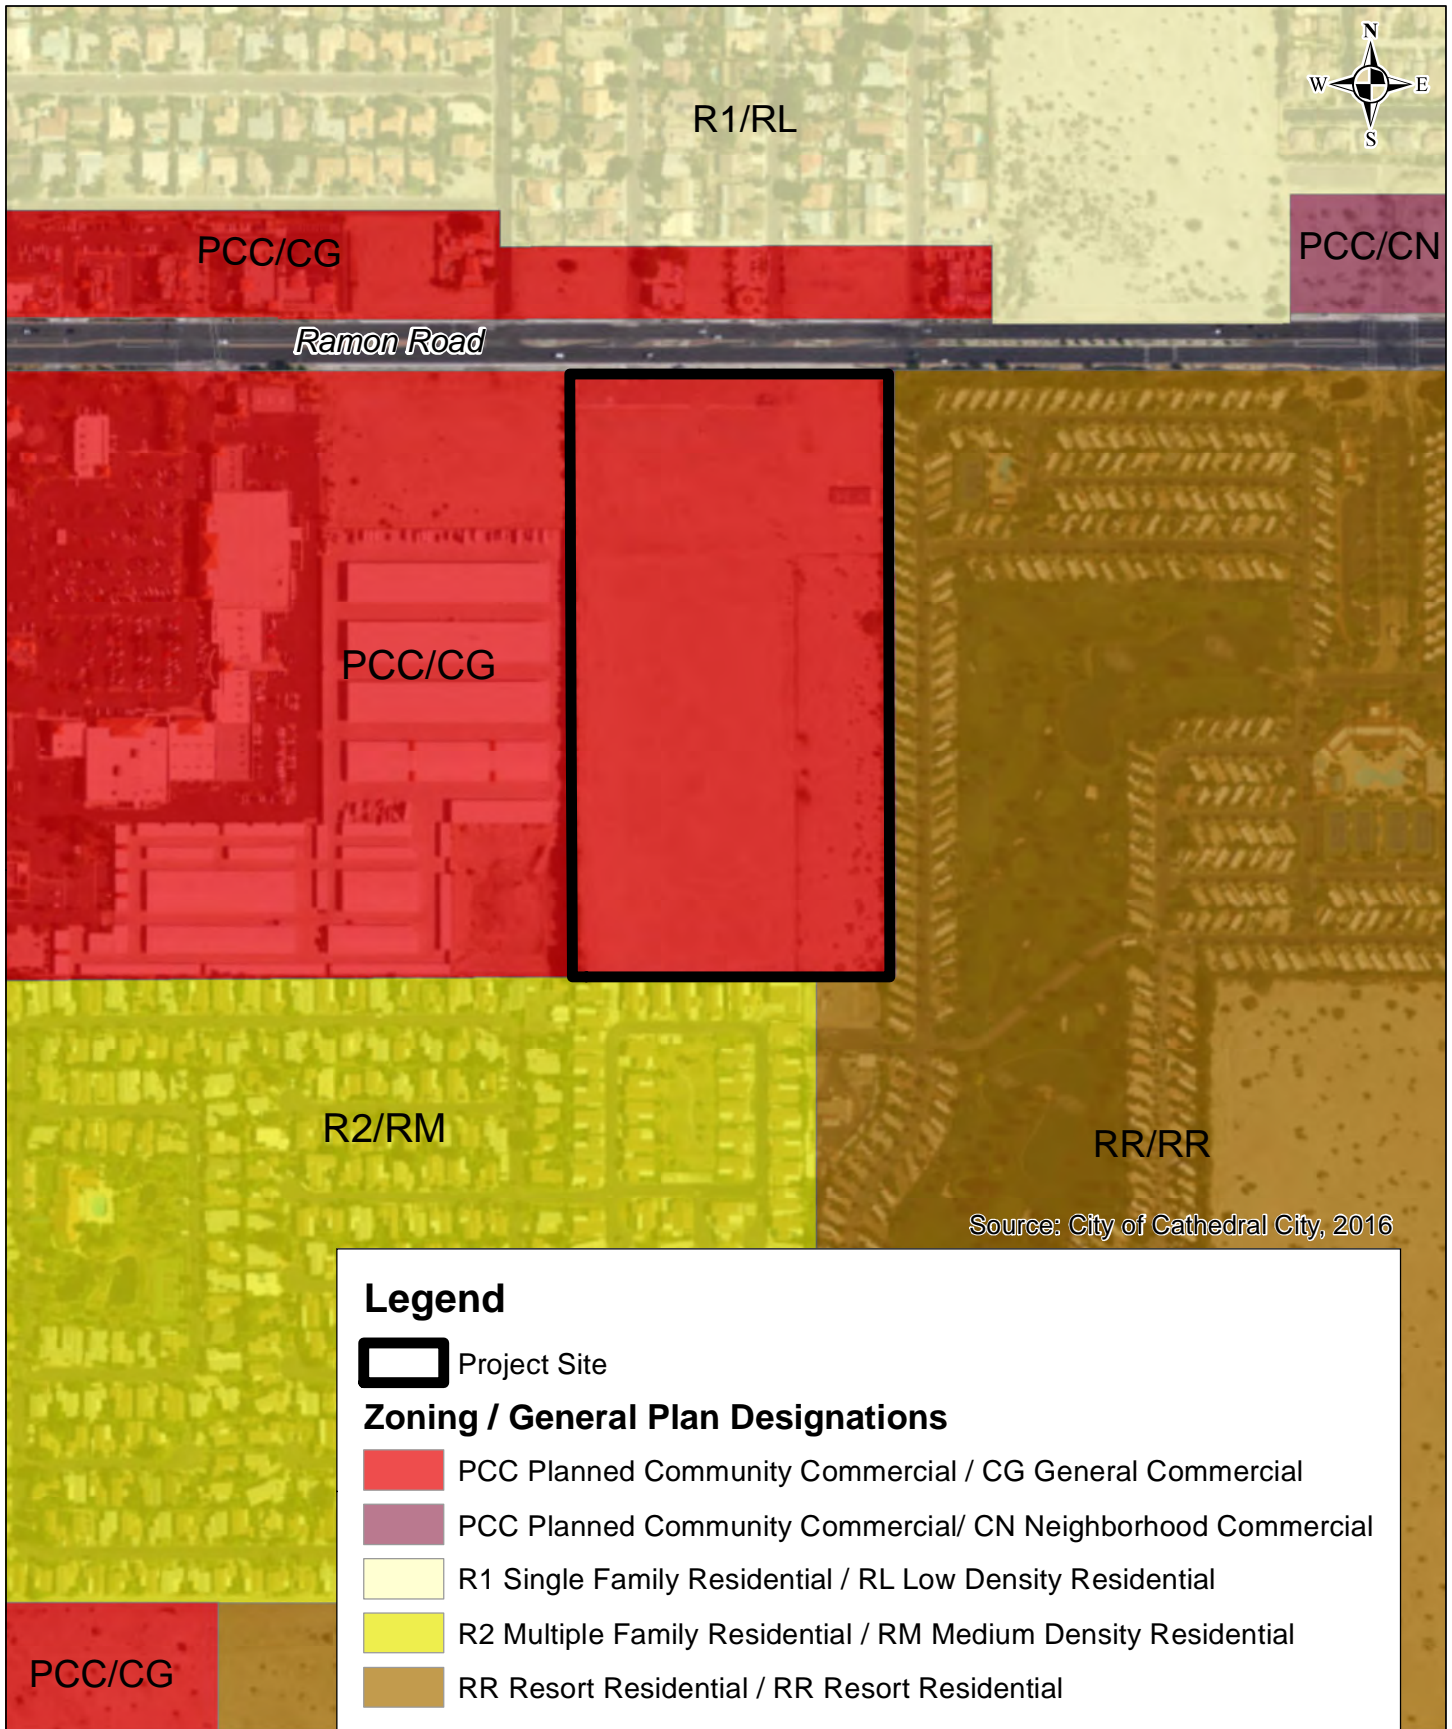 N
W E
S
R1/RL
PCC/CG
PCC/CN
Ramon Road
PCC/CG
R2/RM
RR/RR
Source: City of Cathedral City, 2016
Legend
Project Site
Zoning / General Plan Designations
PCC Planned Community Commercial / CG General Commercial
PCC Planned Community Commercial/ CN Neighborhood Commercial
R1 Single Family Residential / RL Low Density Residential
R2 Multiple Family Residential / RM Medium Density Residential
RR Resort Residential / RR Resort Residential
PCC/CG